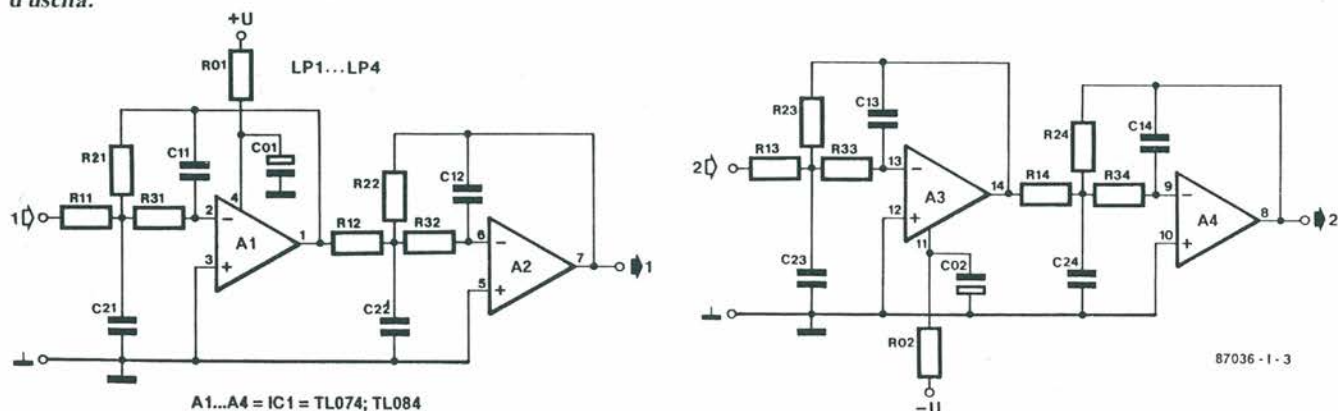 d'uscita.
+U
R01
LP1...LP4
R21
C11
C01
4
R22
C12
1
R11
R31
2
−
A1
1
R12
R32
6
−
A2
7
1
3
+
5
+
C21
C22
⊥
A1...A4 = IC1 = TL074; TL084
R23
C13
R24
C14
2
R13
R33
13
−
A3
14
R14
R34
9
−
A4
8
2
12
+
11
10
+
C23
C02
C24
⊥
R02
−U
87036 - I - 3